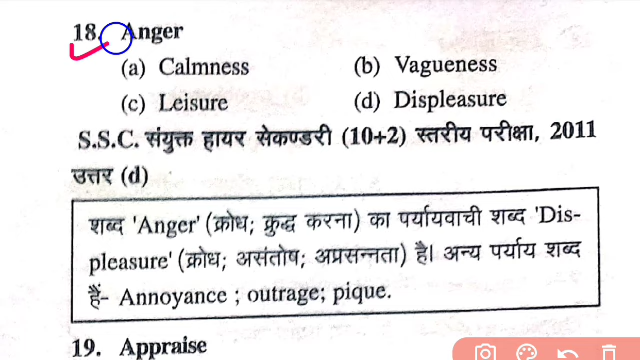 18. Anger
(a) Calmness (b) Vagueness
(c) Leisure (d) Displeasure
S.S.C. संयुक्त हायर सेकण्डरी (10+2) स्तरीय परीक्षा, 2011
उत्तर (d)
शब्द 'Anger' (क्रोध; क्रुद्ध करना) का पर्यायवाची शब्द 'Dis-
pleasure' (क्रोध; असंतोष; अप्रसन्नता) है। अन्य पर्याय शब्द
हैं- Annoyance ; outrage; pique.
19. Appraise